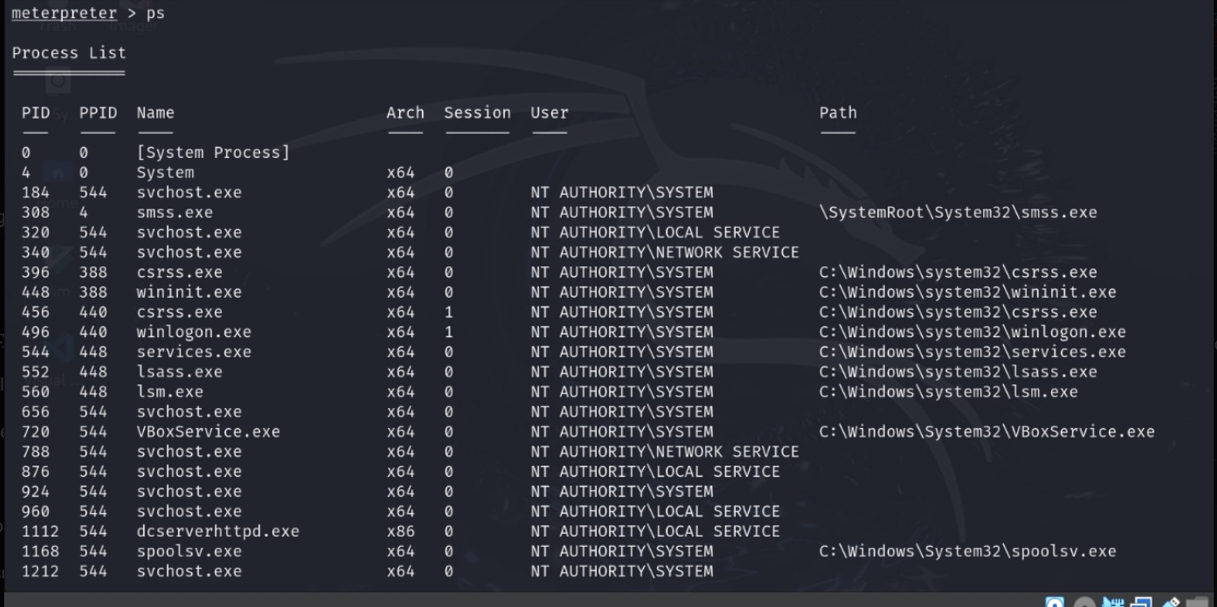 meterpreter > ps
Process List
PID PPID Name Arch Session User Path
0 0 [System Process]
4 0 System x64 0
184 544 svchost.exe x64 0 NT AUTHORITY\SYSTEM
308 4 smss.exe x64 0 NT AUTHORITY\SYSTEM \SystemRoot\System32\smss.exe
320 544 svchost.exe x64 0 NT AUTHORITY\LOCAL SERVICE
340 544 svchost.exe x64 0 NT AUTHORITY\NETWORK SERVICE
396 388 csrss.exe x64 0 NT AUTHORITY\SYSTEM C:\Windows\system32\csrss.exe
448 388 wininit.exe x64 0 NT AUTHORITY\SYSTEM C:\Windows\system32\wininit.exe
456 440 csrss.exe x64 1 NT AUTHORITY\SYSTEM C:\Windows\system32\csrss.exe
496 440 winlogon.exe x64 1 NT AUTHORITY\SYSTEM C:\Windows\system32\winlogon.exe
544 448 services.exe x64 0 NT AUTHORITY\SYSTEM C:\Windows\system32\services.exe
552 448 lsass.exe x64 0 NT AUTHORITY\SYSTEM C:\Windows\system32\lsass.exe
560 448 lsm.exe x64 0 NT AUTHORITY\SYSTEM C:\Windows\system32\lsm.exe
656 544 svchost.exe x64 0 NT AUTHORITY\SYSTEM
720 544 VBoxService.exe x64 0 NT AUTHORITY\SYSTEM C:\Windows\System32\VBoxService.exe
788 544 svchost.exe x64 0 NT AUTHORITY\NETWORK SERVICE
876 544 svchost.exe x64 0 NT AUTHORITY\LOCAL SERVICE
924 544 svchost.exe x64 0 NT AUTHORITY\SYSTEM
960 544 svchost.exe x64 0 NT AUTHORITY\LOCAL SERVICE
1112 544 dcserverhttpd.exe x86 0 NT AUTHORITY\LOCAL SERVICE
1168 544 spoolsv.exe x64 0 NT AUTHORITY\SYSTEM C:\Windows\System32\spoolsv.exe
1212 544 svchost.exe x64 0 NT AUTHORITY\SYSTEM